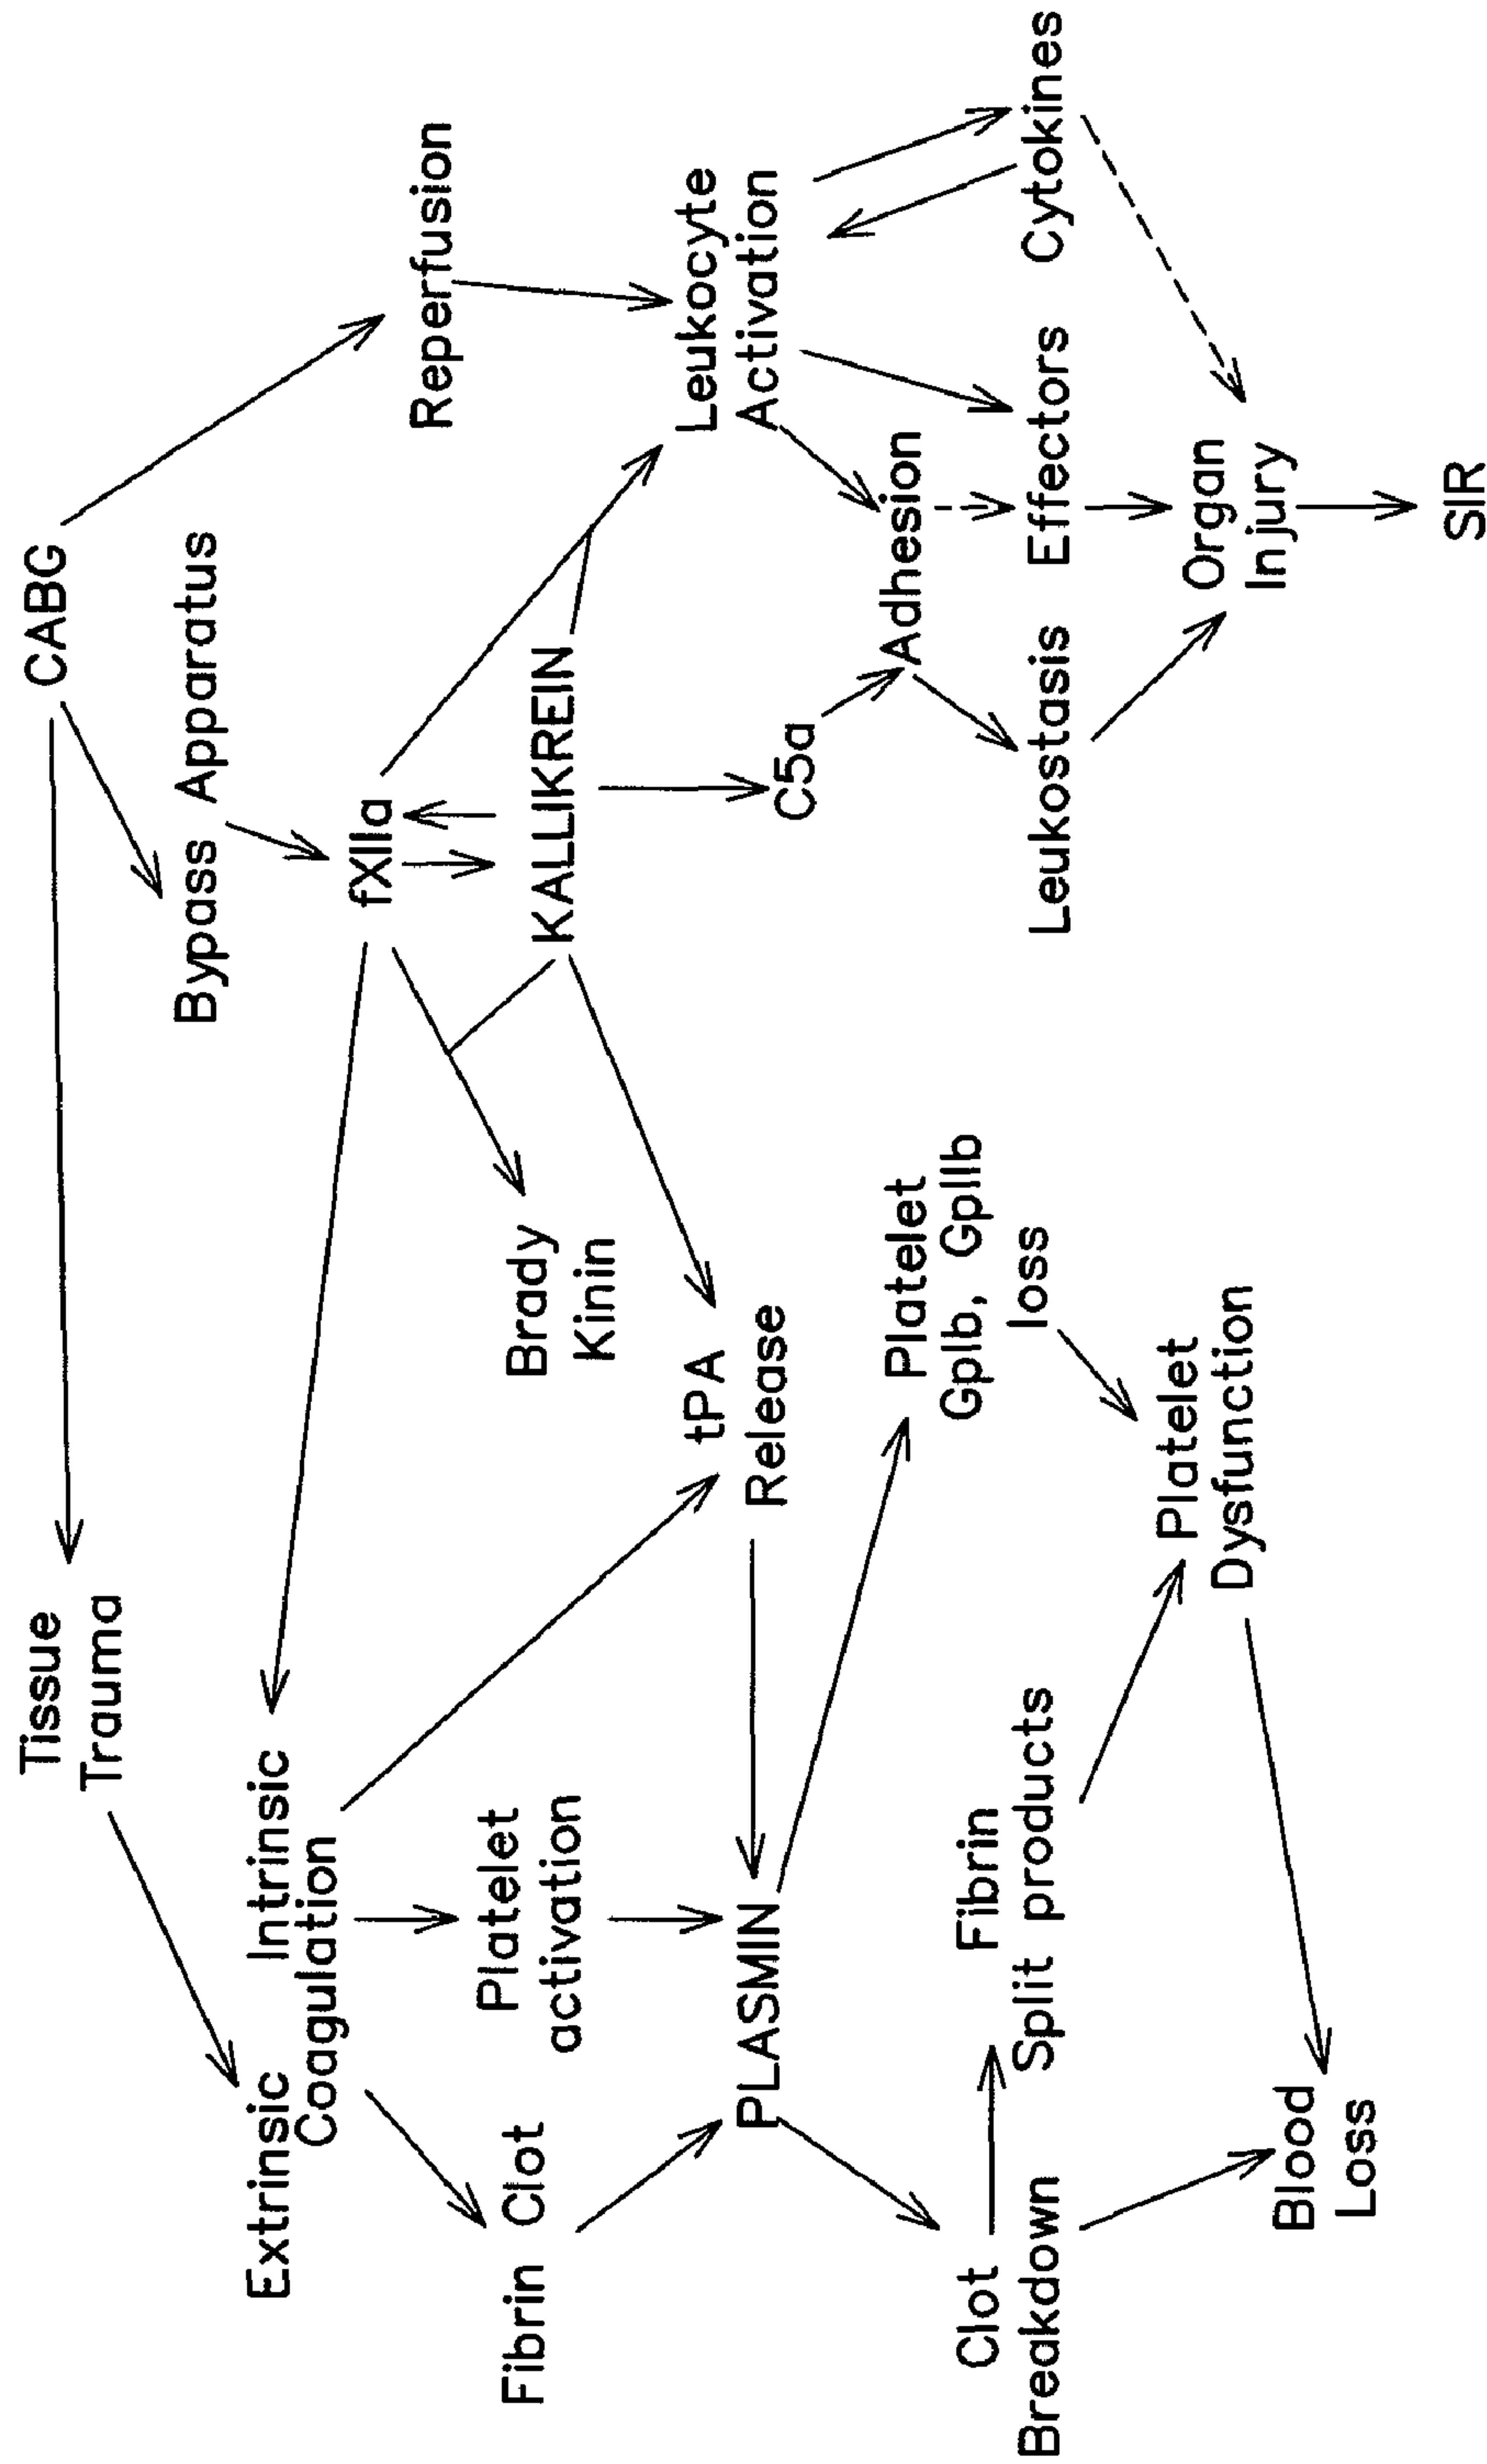 CABG
Tissue
Trauma
Bypass Apparatus
Reperfusion
fXIIa
Extrinsic Intrinsic
Coagulation
KALLIKREIN
Brady
Kinin
Fibrin Clot
Platelet
activation
Leukocyte
Activation
tPA
Release
PLASMIN
C5a
Adhesion
Platelet
GpIb, GpIIb
loss
Clot
Breakdown
Fibrin
Split products
Leukostasis
Effectors
Cytokines
Platelet
Dysfunction
Organ
Injury
Blood
Loss
SIR